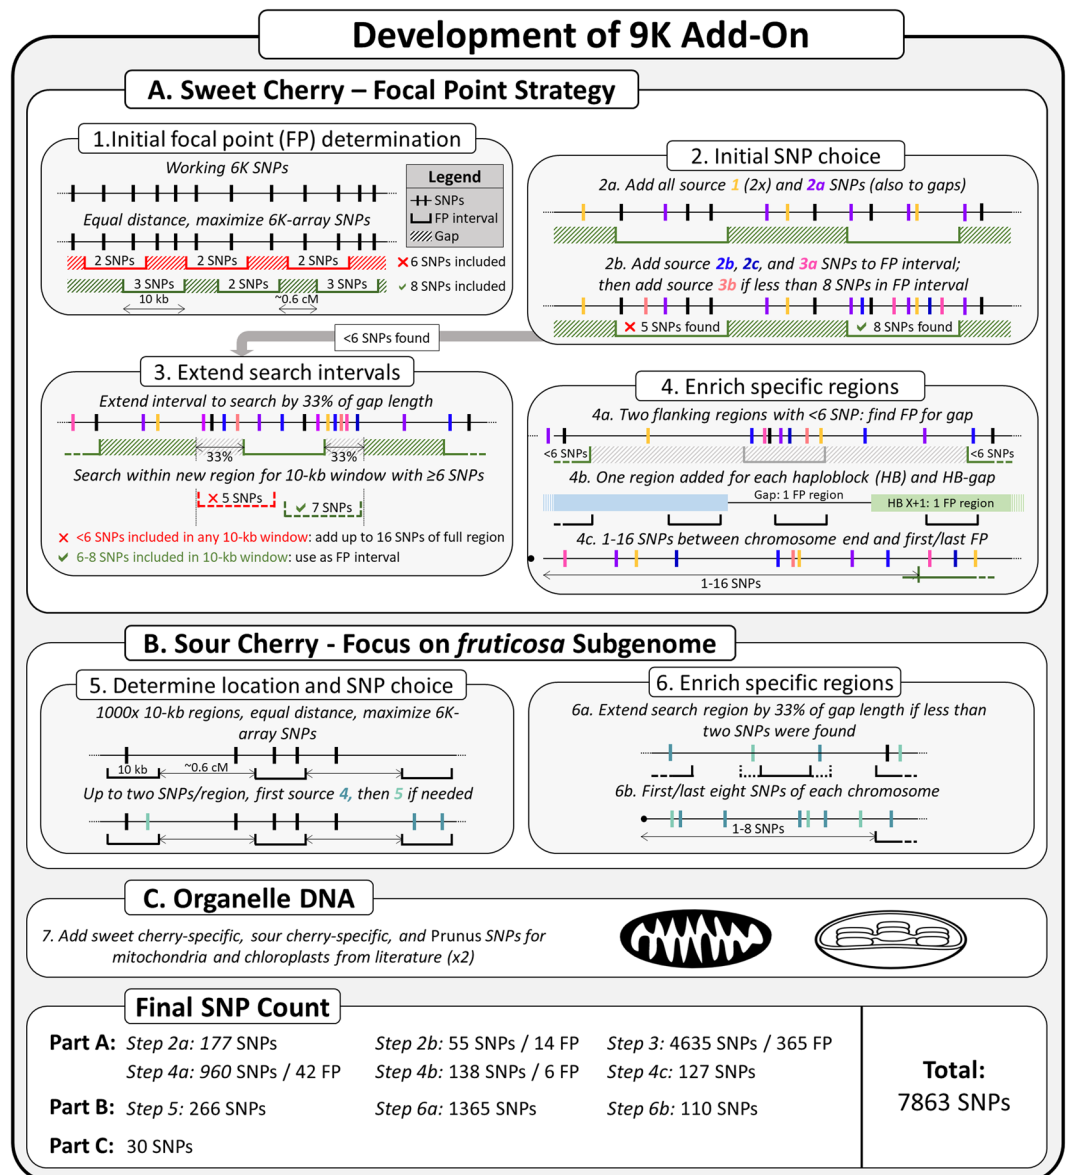 Development of 9K Add-On
A. Sweet Cherry – Focal Point Strategy
1.Initial focal point (FP) determination
Working 6K SNPs
Equal distance, maximize 6K-array SNPs
2 SNPs
2 SNPs
2 SNPs
6 SNPs included
3 SNPs
2 SNPs
3 SNPs
8 SNPs included
10 kb
~0.6 cM
Legend
SNPs
FP interval
Gap
2. Initial SNP choice
2a. Add all source 1 (2x) and 2a SNPs (also to gaps)
2b. Add source 2b, 2c, and 3a SNPs to FP interval;
then add source 3b if less than 8 SNPs in FP interval
5 SNPs found
8 SNPs found
<6 SNPs found
3. Extend search intervals
Extend interval to search by 33% of gap length
33%
33%
Search within new region for 10-kb window with ≥6 SNPs
5 SNPs
7 SNPs
<6 SNPs included in any 10-kb window: add up to 16 SNPs of full region
6-8 SNPs included in 10-kb window: use as FP interval
4. Enrich specific regions
4a. Two flanking regions with <6 SNP: find FP for gap
<6 SNPs
<6 SNPs
4b. One region added for each haploblock (HB) and HB-gap
Gap: 1 FP region
HB X+1: 1 FP region
4c. 1-16 SNPs between chromosome end and first/last FP
1-16 SNPs
B. Sour Cherry - Focus on fruticosa Subgenome
5. Determine location and SNP choice
1000x 10-kb regions, equal distance, maximize 6K-
array SNPs
10 kb
~0.6 cM
Up to two SNPs/region, first source 4, then 5 if needed
6. Enrich specific regions
6a. Extend search region by 33% of gap length if less than
two SNPs were found
6b. First/last eight SNPs of each chromosome
1-8 SNPs
C. Organelle DNA
7. Add sweet cherry-specific, sour cherry-specific, and Prunus SNPs for
mitochondria and chloroplasts from literature (x2)
Final SNP Count
Part A: Step 2a: 177 SNPs Step 2b: 55 SNPs / 14 FP Step 3: 4635 SNPs / 365 FP
Step 4a: 960 SNPs / 42 FP Step 4b: 138 SNPs / 6 FP Step 4c: 127 SNPs
Part B: Step 5: 266 SNPs Step 6a: 1365 SNPs Step 6b: 110 SNPs
Part C: 30 SNPs
Total:
7863 SNPs